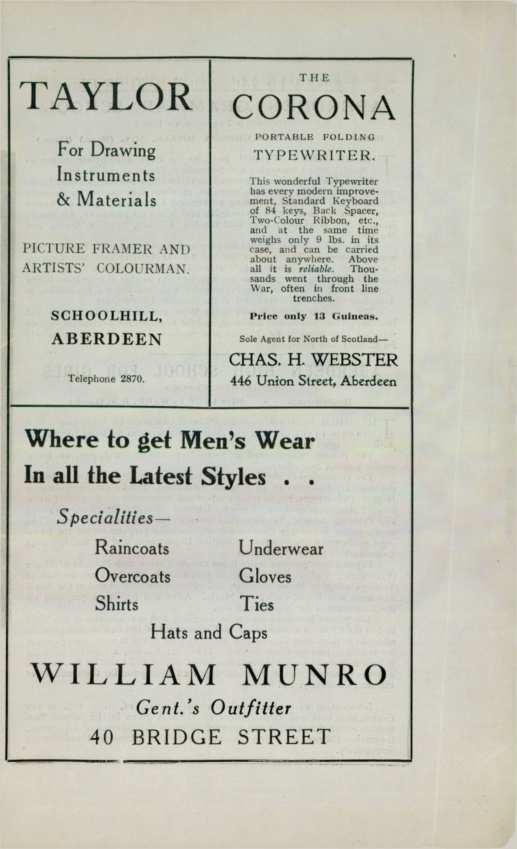 TAYLOR
For Drawing
Instruments
& Materials
PICTURE FRAMER AND
ARTISTS' COLOURMAN.
SCHOOLHILL,
ABERDEEN
Telephone 2870.
THE
CORONA
PORTABLE FOLDING
TYPEWRITER.
This wonderful Typewriter
has every modern improve-
ment, Standard Keyboard
of 84 keys, Back Spacer,
Two-Colour Ribbon, etc.,
and at the same time
weighs only 9 lbs. in its
case, and can be carried
about anywhere. Above
all it is reliable. Thou-
sands went through the
War, often in front line
trenches.
Price only 13 Guineas.
Sole Agent for North of Scotland—
CHAS. H. WEBSTER
446 Union Street, Aberdeen
Where to get Men's Wear
In all the Latest Styles . .
Specialities—
Raincoats Underwear
Overcoats Gloves
Shirts Ties
Hats and Caps
WILLIAM MUNRO
Gent.'s Outfitter
40 BRIDGE STREET